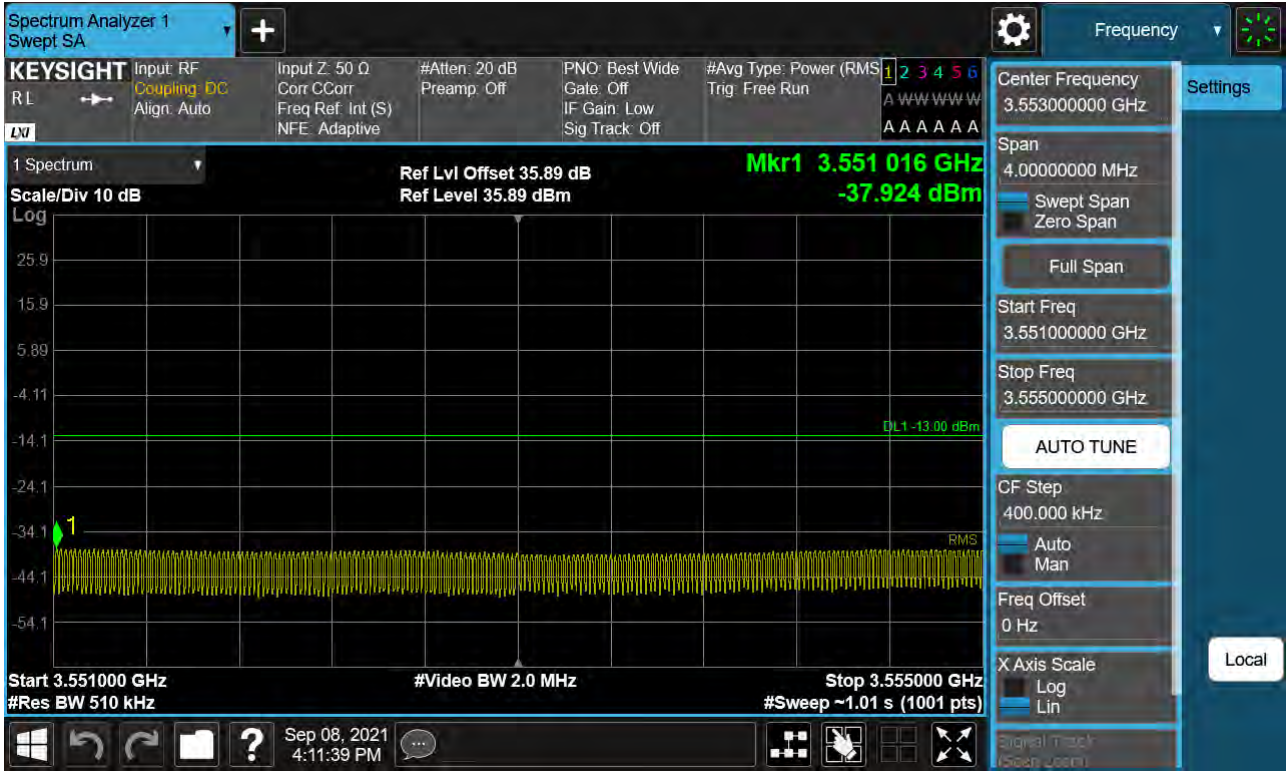 Spectrum Analyzer 1
Swept SA
+
Frequency
KEYSIGHT
R L
LXI
Input: RF
Coupling: DC
Align: Auto
Input Z: 50 Ω
Corr CCorr
Freq Ref: Int (S)
NFE: Adaptive
#Atten: 20 dB
Preamp: Off
PNO: Best Wide
Gate: Off
IF Gain: Low
Sig Track: Off
#Avg Type: Power (RMS
Trig: Free Run
1 2 3 4 5 6
A W W W W W
A A A A A A
1 Spectrum
Scale/Div 10 dB
Ref Lvl Offset 35.89 dB
Ref Level 35.89 dBm
Mkr1 3.551 016 GHz
-37.924 dBm
Log
25.9
15.9
5.89
-4.11
DL1 -13.00 dBm
-14.1
-24.1
-34.1
1
RMS
-44.1
-54.1
Start 3.551000 GHz
#Video BW 2.0 MHz
Stop 3.555000 GHz
#Res BW 510 kHz
#Sweep ~1.01 s (1001 pts)
Center Frequency
3.553000000 GHz
Settings
Span
4.00000000 MHz
Swept Span
Zero Span
Full Span
Start Freq
3.551000000 GHz
Stop Freq
3.555000000 GHz
AUTO TUNE
CF Step
400.000 kHz
Auto
Man
Freq Offset
0 Hz
X Axis Scale
Log
Lin
Local
Signal Track
(Span Zoom)
?
Sep 08, 2021
4:11:39 PM